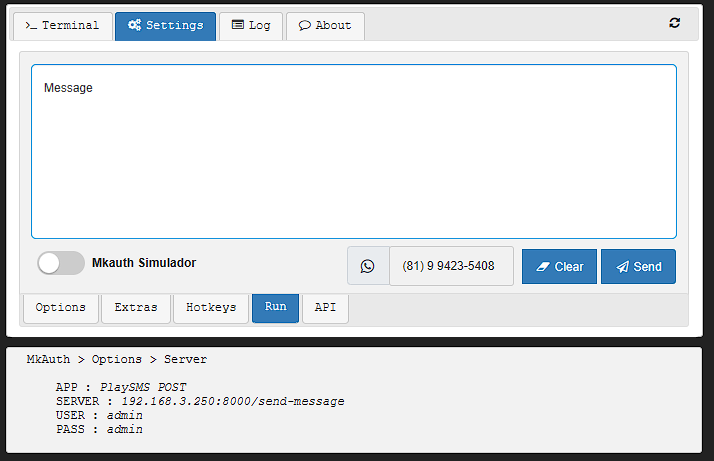 >_ Terminal Settings Log About
Message
Mkauth Simulador (81) 9 9423-5408 Clear Send
Options Extras Hotkeys Run API
MkAuth > Options > Server
APP : PlaySMS POST
SERVER : 192.168.3.250:8000/send-message
USER : admin
PASS : admin